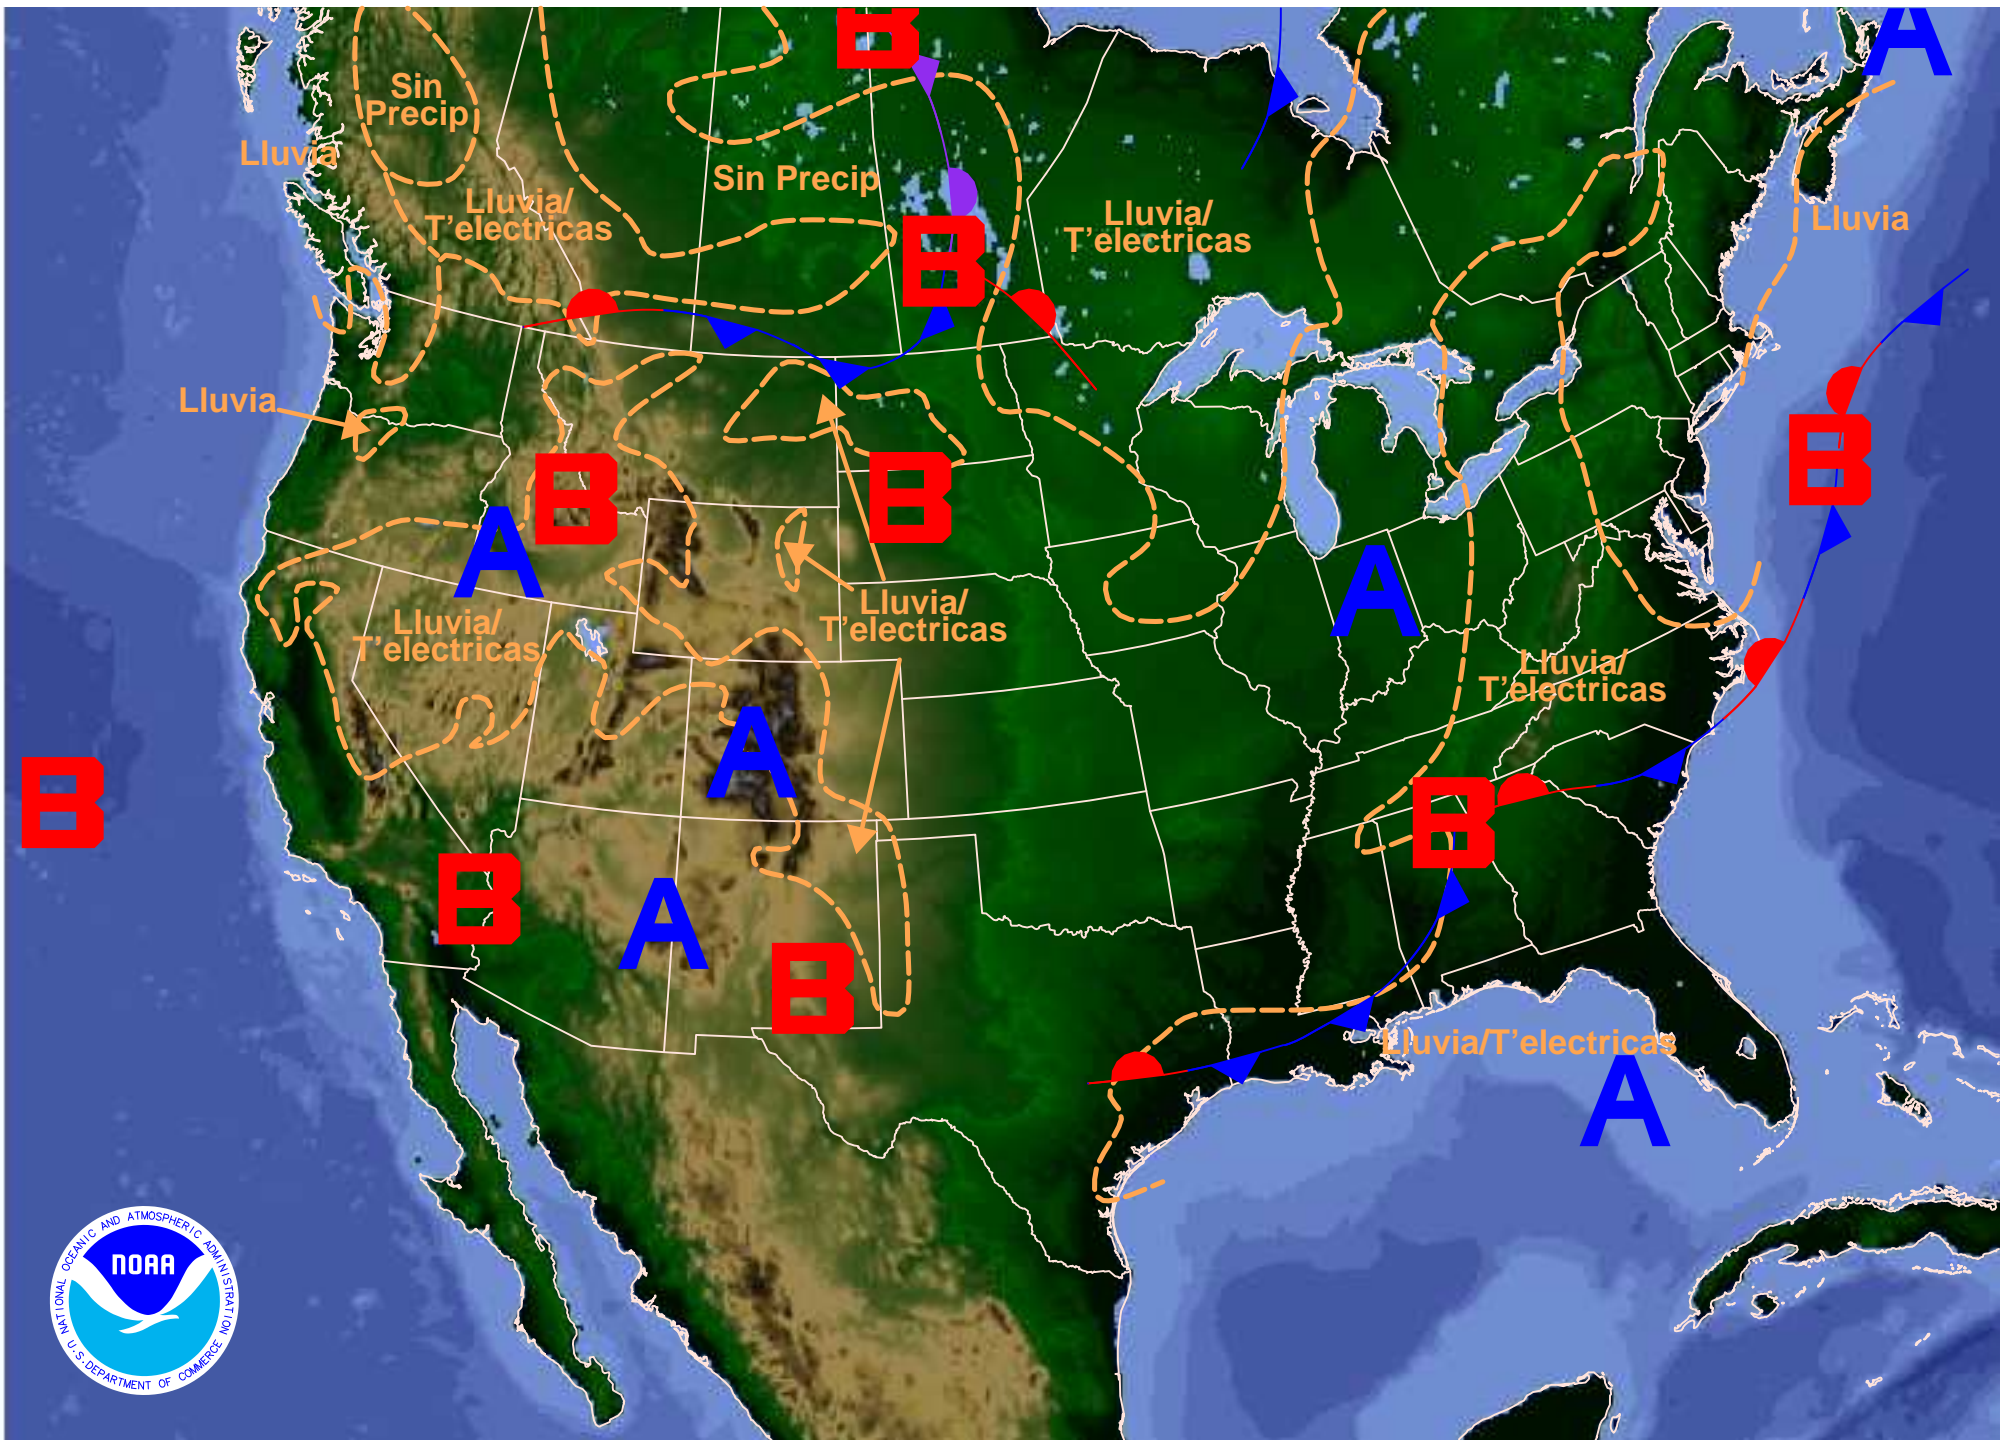 B
A
Sin
Precip
Lluvia
Sin Precip
Lluvia/
T'electricas
Lluvia/
T'electricas
Lluvia
B
Lluvia
B
B
B
A
A
Lluvia/
T'electricas
Lluvia/
T'electricas
Lluvia/
T'electricas
A
B
B
B
A
B
Lluvia/T'electricas
A
NATIONAL OCEANIC AND ATMOSPHERIC ADMINISTRATION
NOAA
U.S. DEPARTMENT OF COMMERCE